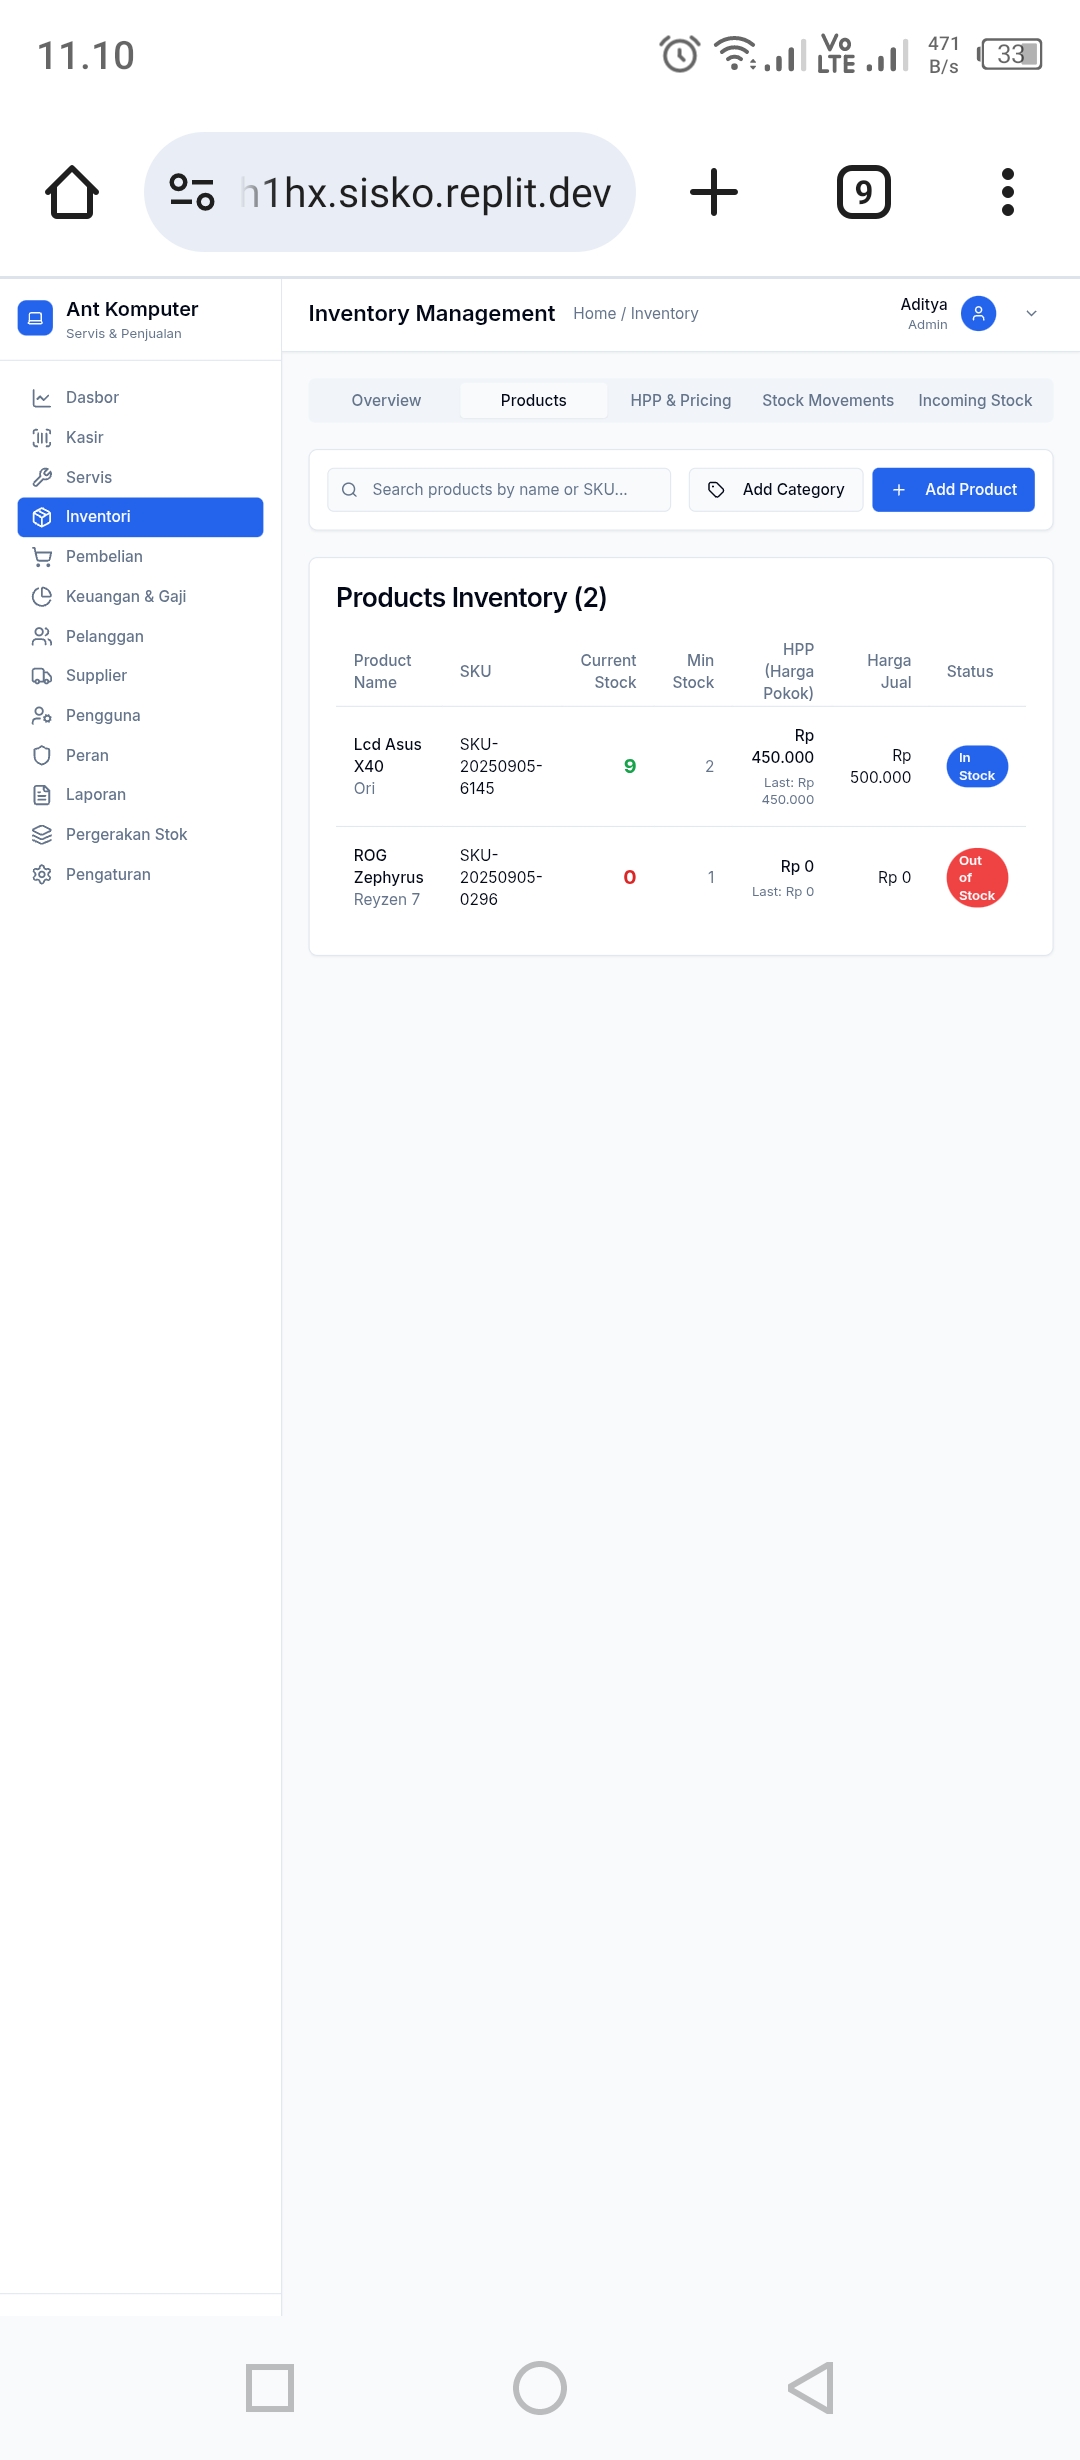 11.10
Vo
LTE
471
B/s
33
h1hx.sisko.replit.dev
9
Ant Komputer
Servis & Penjualan
Inventory Management
Home / Inventory
Aditya
Admin
Dasbor
Kasir
Servis
Inventori
Pembelian
Keuangan & Gaji
Pelanggan
Supplier
Pengguna
Peran
Laporan
Pergerakan Stok
Pengaturan
Overview
Products
HPP & Pricing
Stock Movements
Incoming Stock
Search products by name or SKU...
Add Category
Add Product
Products Inventory (2)
Product
Name
SKU
Current
Stock
Min
Stock
HPP
(Harga
Pokok)
Harga
Jual
Status
Lcd Asus
X40
Ori
SKU-
20250905-
6145
9
2
Rp
450.000
Last: Rp
450.000
Rp
500.000
In
Stock
ROG
Zephyrus
Reyzen 7
SKU-
20250905-
0296
0
1
Rp 0
Last: Rp 0
Rp 0
Out
of
Stock